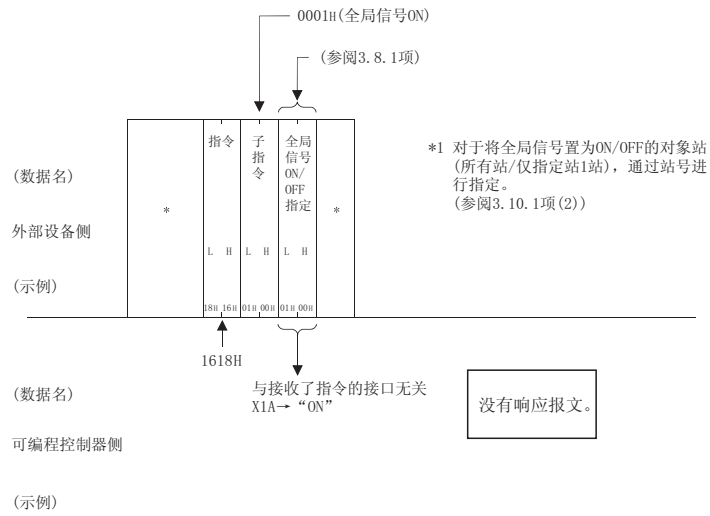 0001H(全局信号ON)
(参阅3.8.1项)
指令
子指令
全局信号ON/OFF指定
*1 对于将全局信号置为ON/OFF的对象站
(所有站/仅指定站1站)，通过站号进
行指定。
(参阅3.10.1项(2))
(数据名)
*
*
外部设备侧
L H L H L H
(示例)
18H 16H 01H 00H 01H 00H
1618H
(数据名)
与接收了指令的接口无关
X1A→“ON”
没有响应报文。
可编程控制器侧
(示例)